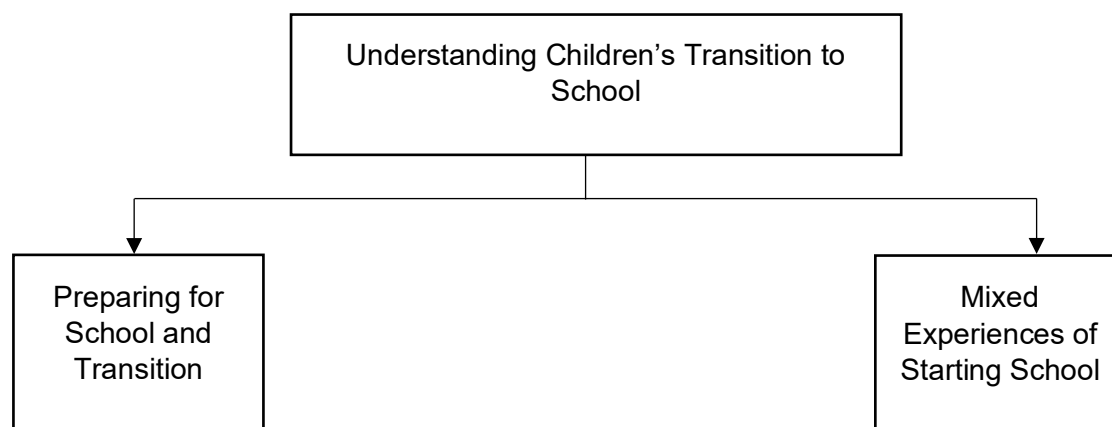 Understanding Children’s Transition to
School
Preparing for
School and
Transition
Mixed
Experiences of
Starting School